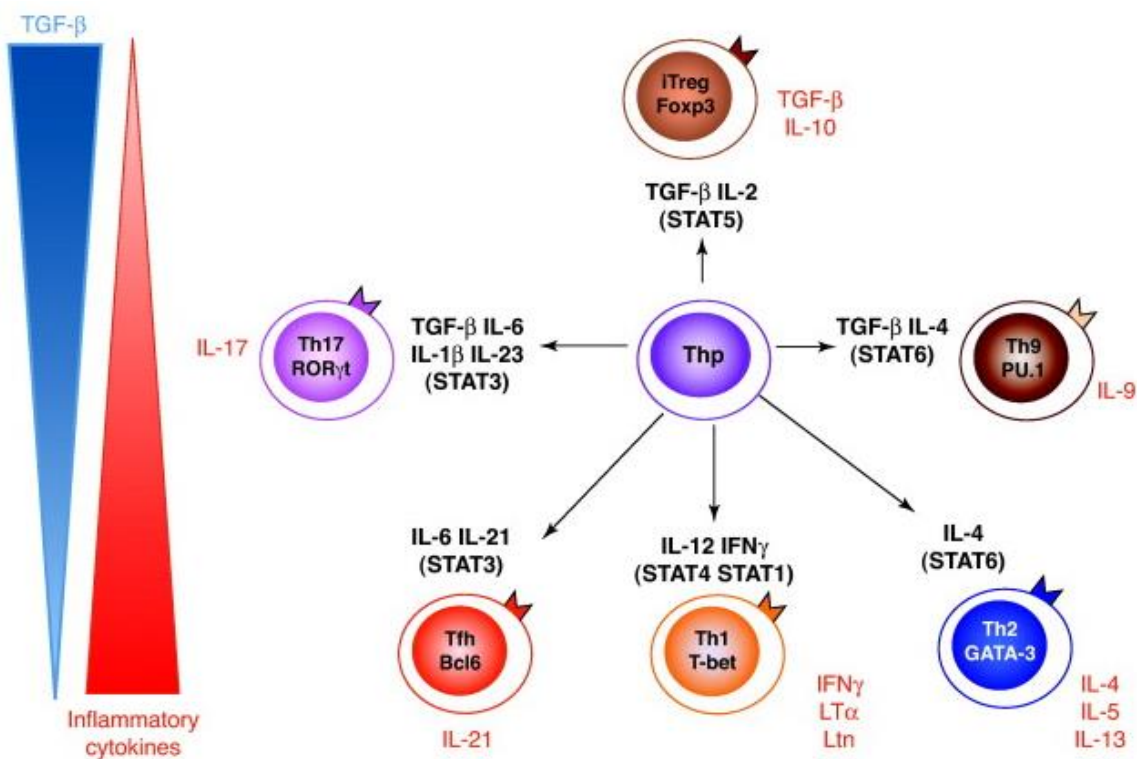 TGF-β
iTreg
Foxp3
TGF-β
IL-10
TGF-β IL-2
(STAT5)
IL-17
Th17
RORγt
TGF-β IL-6
IL-1β IL-23
(STAT3)
Thp
TGF-β IL-4
(STAT6)
Th9
PU.1
IL-9
IL-6 IL-21
(STAT3)
Tfh
Bcl6
IL-21
IL-12 IFNγ
(STAT4 STAT1)
Th1
T-bet
IFNγ
LTα
Ltn
IL-4
(STAT6)
Th2
GATA-3
IL-4
IL-5
IL-13
Inflammatory
cytokines